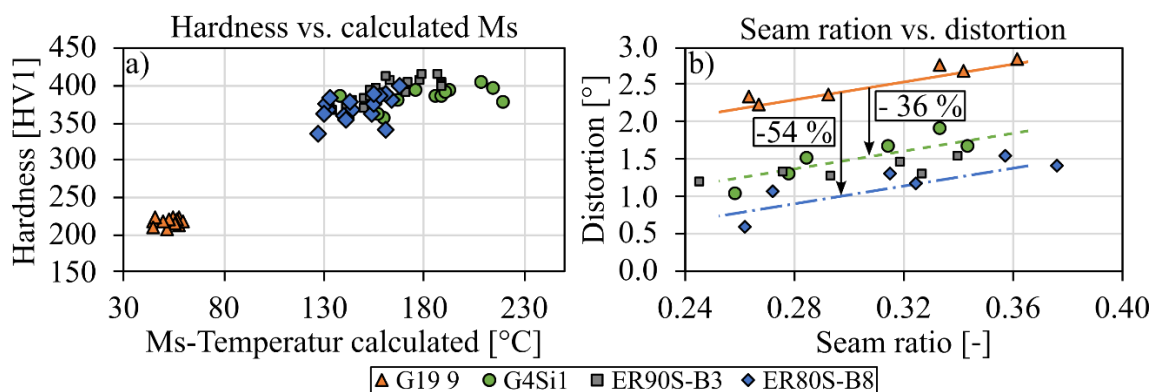 Hardness vs. calculated Ms
Hardness [HV1]
450
400
350
300
250
200
150
a)
30
80
130
180
230
Ms-Temperatur calculated [°C]
Seam ration vs. distortion
Distortion [°]
3.0
2.5
2.0
1.5
1.0
0.5
0.0
b)
- 36 %
-54 %
0.24
0.28
0.32
0.36
0.40
Seam ratio [-]
G19 9 G4Si1 ER90S-B3 ER80S-B8